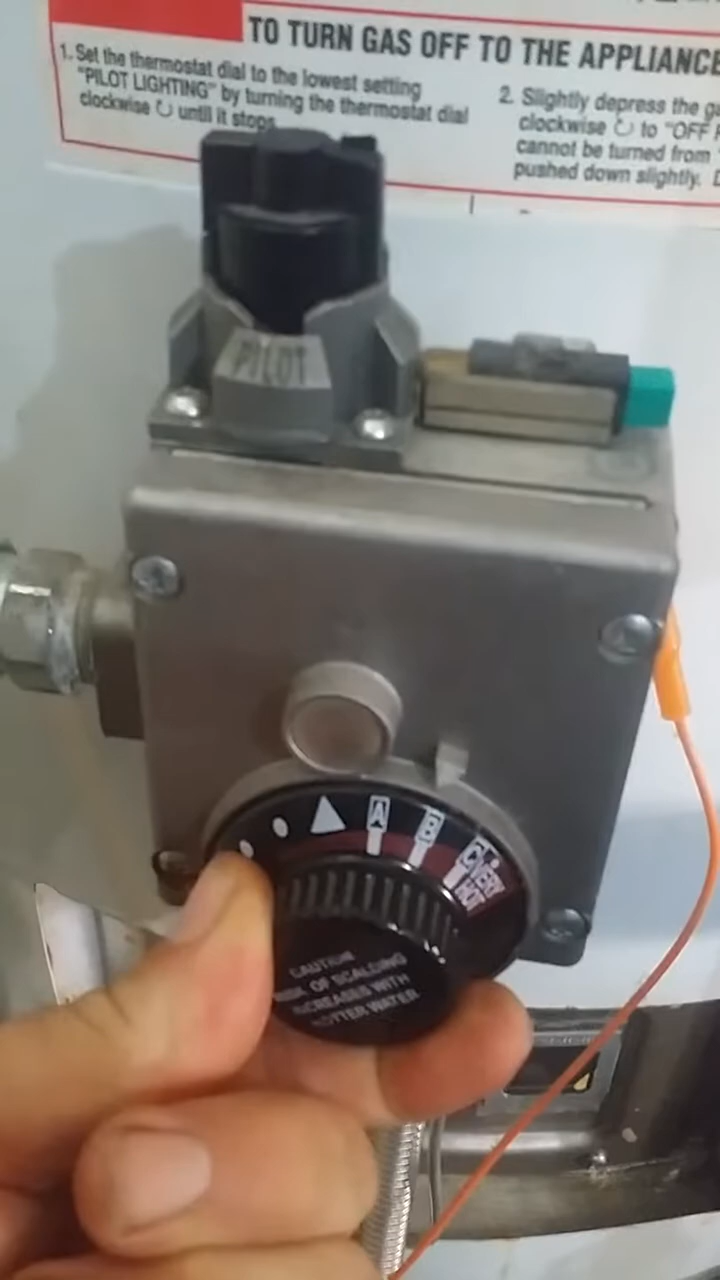 TO TURN GAS OFF TO THE APPLIANCE
1. Set the thermostat dial to the lowest setting
"PILOT LIGHTING" by turning the thermostat dial
clockwise ↻ until it stops
2. Slightly depress the
clockwise ↻ to "OFF
cannot be turned from
pushed down slightly.
PILOT
A
B
C
VERY
HOT
CAUTION
OF SCALDING
INCREASES WITH
HOTTER WATER